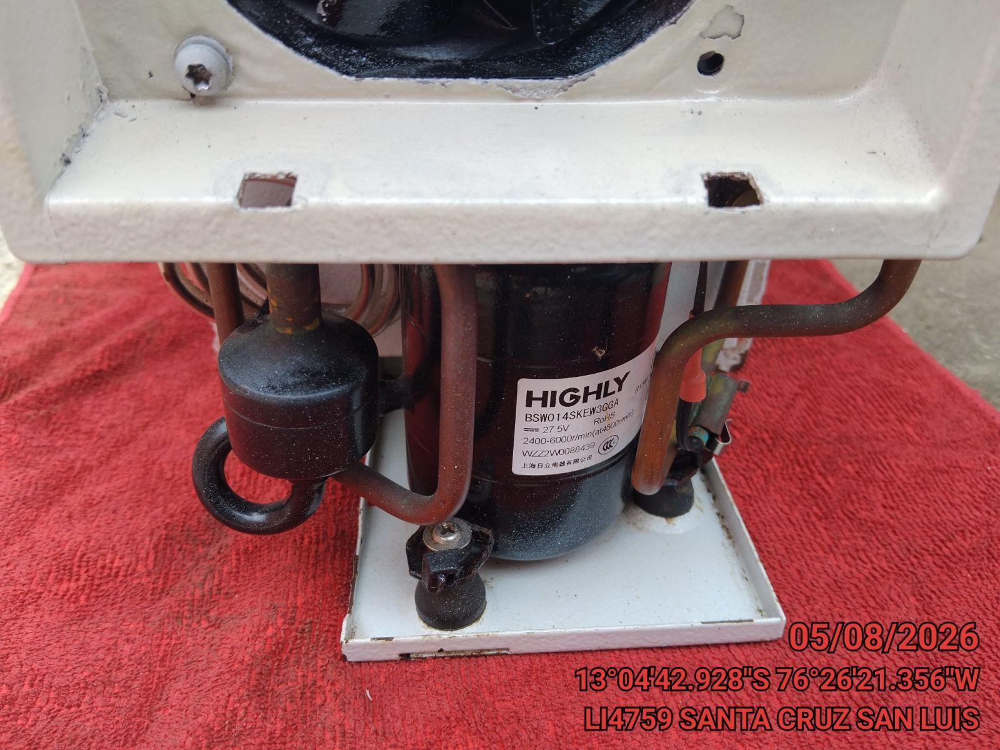 HIGHLY
BSW014SKEW3GGA
27.5V RoHS
2400-6000r/min(at4500r/min)
WZZ2W0088439
上海日立电器有限公司
05/08/2026
13°04'42.928"S 76°26'21.356"W
LI4759 SANTA CRUZ SAN LUIS